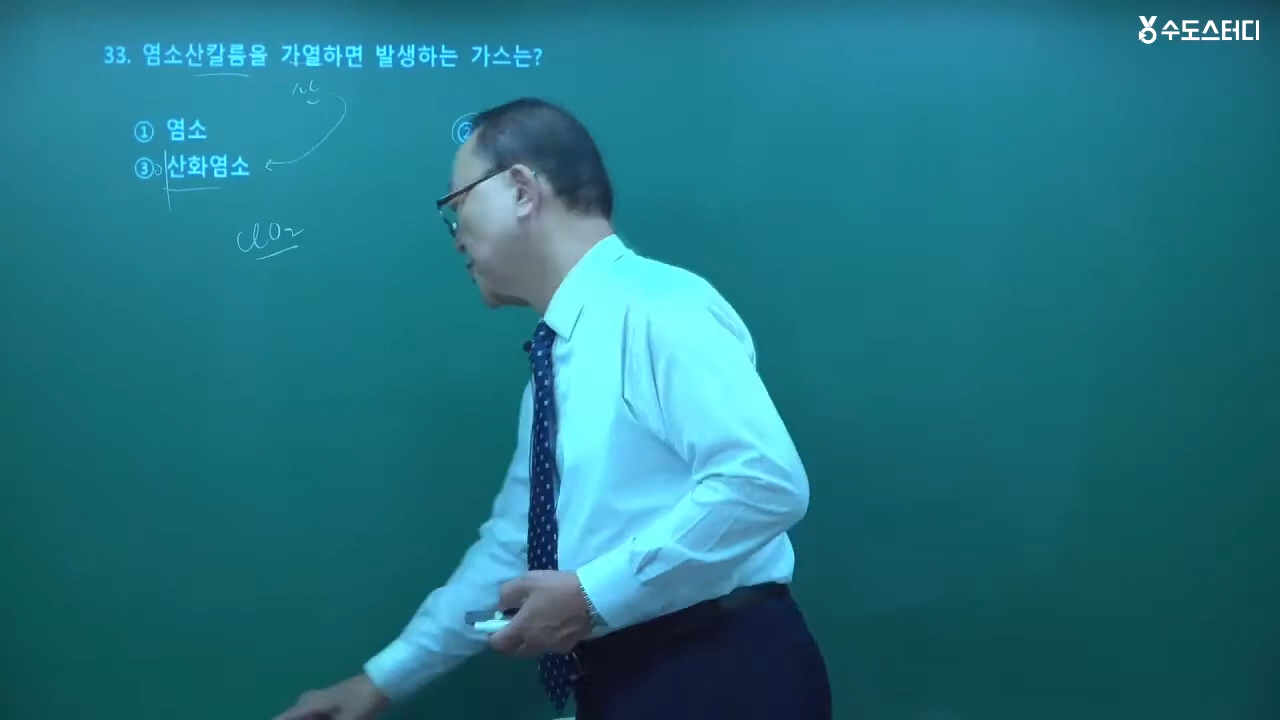 수도스터디
33. 염소산칼륨을 가열하면 발생하는 가스는?
산
① 염소
②
③ 산화염소
ClO₂